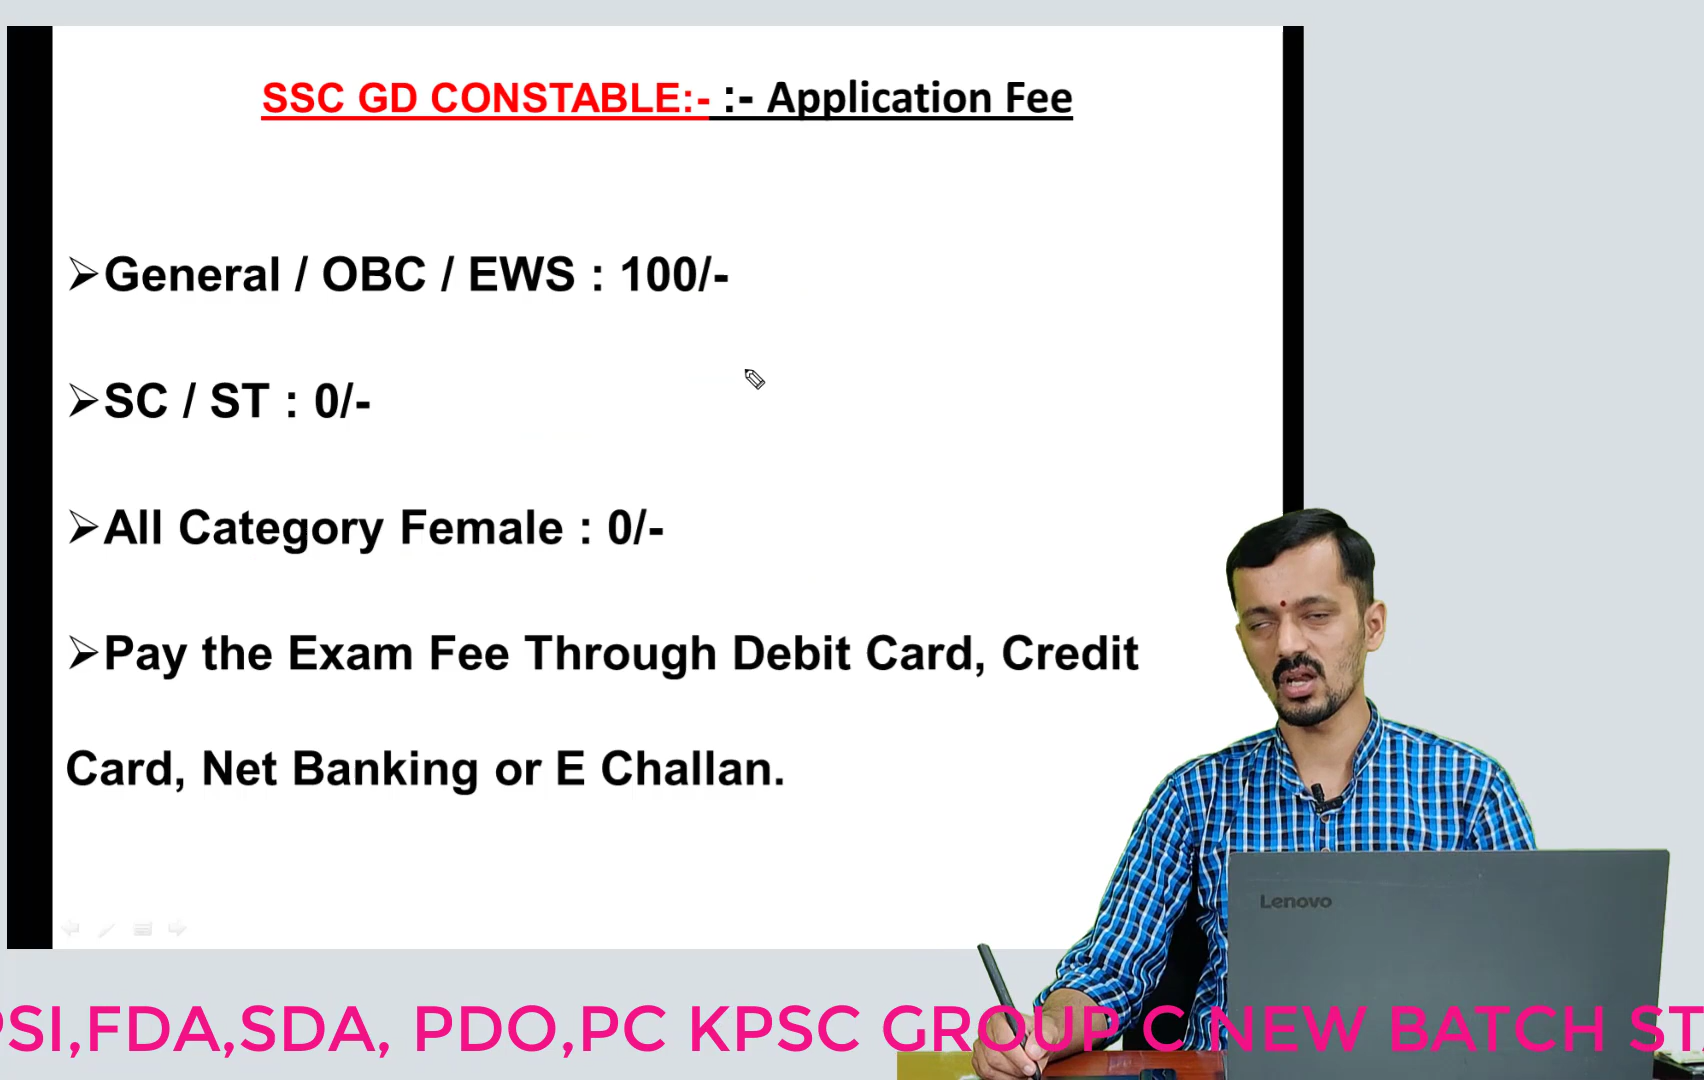 SSC GD CONSTABLE:- :- Application Fee
➢General / OBC / EWS : 100/-
➢SC / ST : 0/-
➢All Category Female : 0/-
➢Pay the Exam Fee Through Debit Card, Credit
Card, Net Banking or E Challan.
Lenovo
PSI,FDA,SDA, PDO,PC KPSC GROUP C NEW BATCH